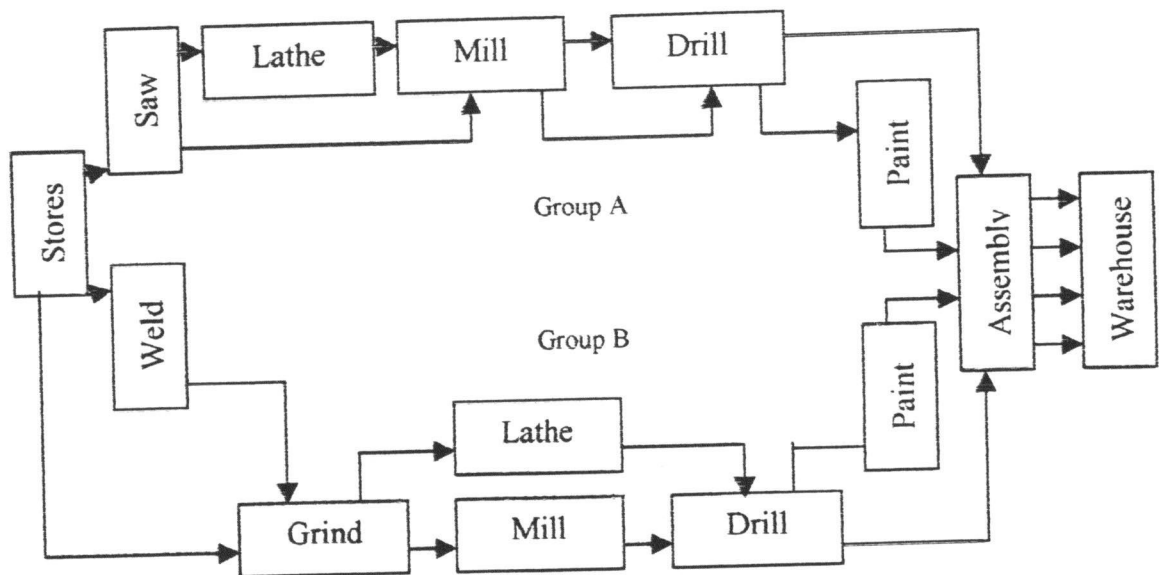 Lathe
Mill
Drill
Saw
Stores
Paint
Group A
Assembly
Warehouse
Weld
Group B
Paint
Lathe
Grind
Mill
Drill